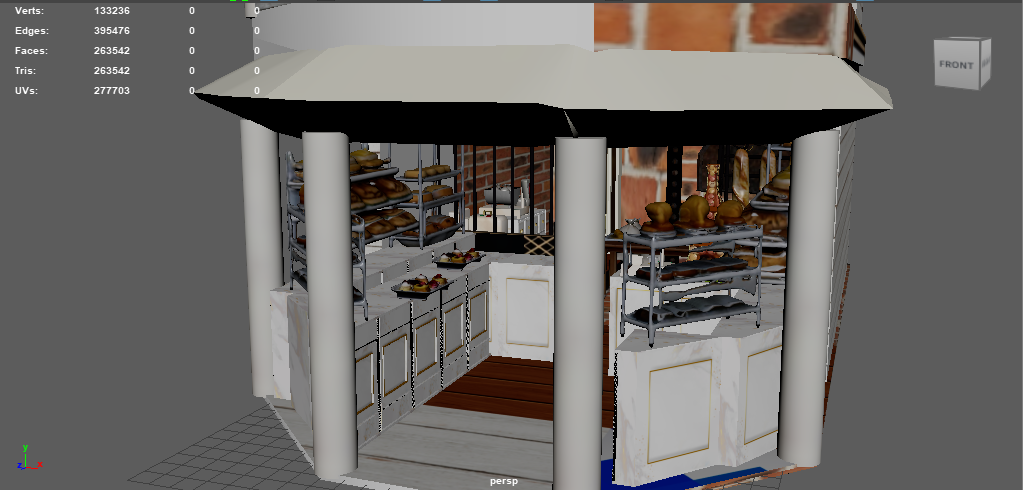 Verts: 133236 0 0
Edges: 395476 0 0
Faces: 263542 0 0
Tris: 263542 0 0
UVs: 277703 0 0
FRONT
y
z x
persp